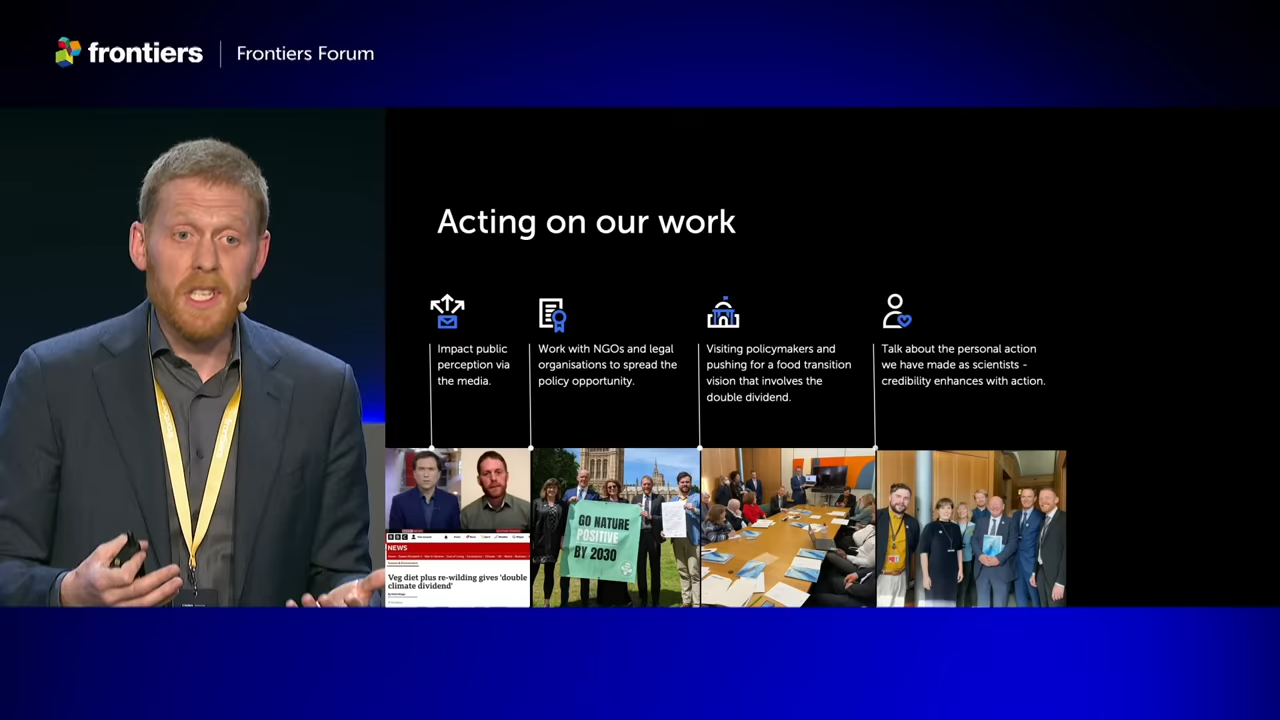 frontiers
Frontiers Forum
Acting on our work
Impact public
perception via
the media.
Work with NGOs and legal
organisations to spread the
policy opportunity.
Visiting policymakers and
pushing for a food transition
vision that involves the
double dividend.
Talk about the personal action
we have made as scientists -
credibility enhances with action.
BBC
NEWS
Veg diet plus re-wilding gives 'double
climate dividend'
GO NATURE
POSITIVE
BY 2030